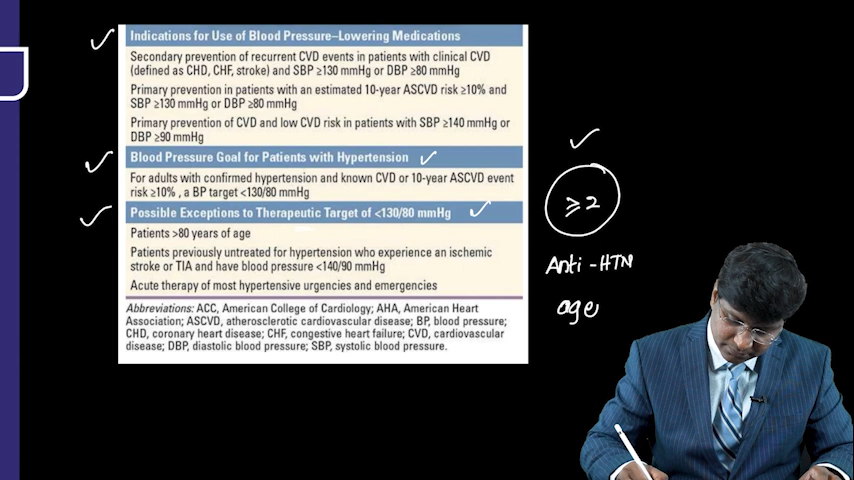 Indications for Use of Blood Pressure–Lowering Medications
Secondary prevention of recurrent CVD events in patients with clinical CVD
(defined as CHD, CHF, stroke) and SBP ≥130 mmHg or DBP ≥80 mmHg
Primary prevention in patients with an estimated 10-year ASCVD risk ≥10% and
SBP ≥130 mmHg or DBP ≥80 mmHg
Primary prevention of CVD and low CVD risk in patients with SBP ≥140 mmHg or
DBP ≥90 mmHg
Blood Pressure Goal for Patients with Hypertension
For adults with confirmed hypertension and known CVD or 10-year ASCVD event
risk ≥10% , a BP target <130/80 mmHg
Possible Exceptions to Therapeutic Target of <130/80 mmHg
Patients >80 years of age
Patients previously untreated for hypertension who experience an ischemic
stroke or TIA and have blood pressure <140/90 mmHg
Acute therapy of most hypertensive urgencies and emergencies
Abbreviations: ACC, American College of Cardiology; AHA, American Heart
Association; ASCVD, atherosclerotic cardiovascular disease; BP, blood pressure;
CHD, coronary heart disease; CHF, congestive heart failure; CVD, cardiovascular
disease; DBP, diastolic blood pressure; SBP, systolic blood pressure.
≥2
Anti-HTN
age